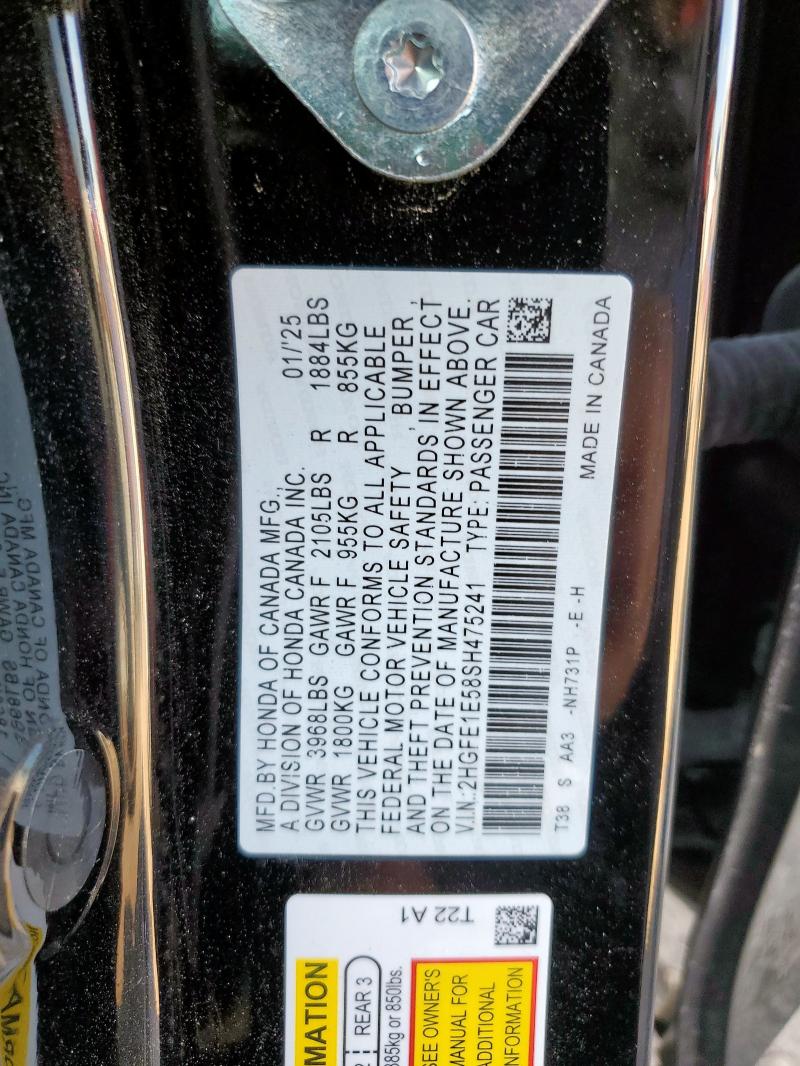 MFD.BY HONDA OF CANADA MFG.,
A DIVISION OF HONDA CANADA INC. 01/'25
GVWR 3968LBS GAWR F 2105LBS R 1884LBS
GVWR 1800KG GAWR F 955KG R 855KG
THIS VEHICLE CONFORMS TO ALL APPLICABLE
FEDERAL MOTOR VEHICLE SAFETY , BUMPER ,
AND THEFT PREVENTION STANDARDS IN EFFECT
ON THE DATE OF MANUFACTURE SHOWN ABOVE.
V.I.N.:2HGFE1E58SH475241 TYPE: PASSENGER CAR
T38 S AA3 -NH731P -E -H MADE IN CANADA
T22 A1
MATION
REAR 3
385kg or 850lbs.
SEE OWNER'S
MANUAL FOR
ADDITIONAL
INFORMATION